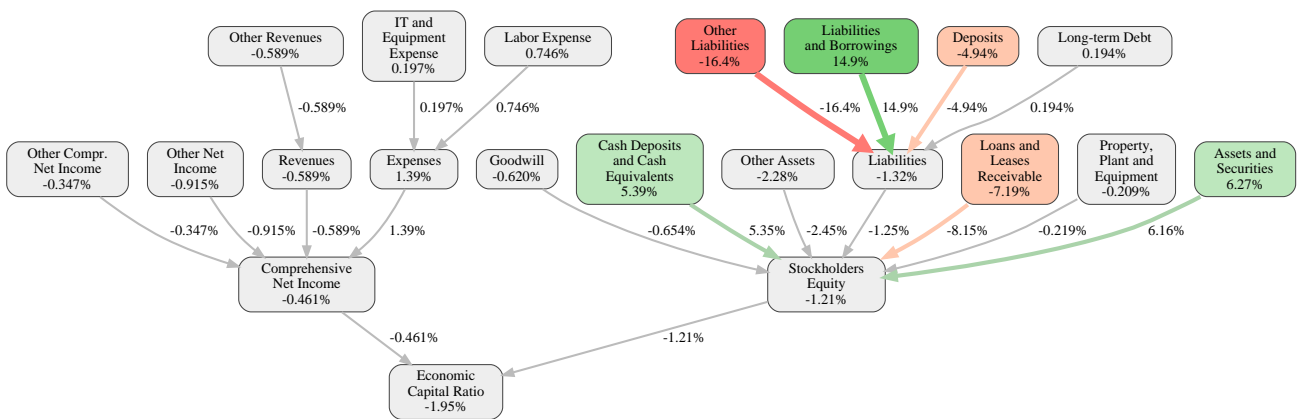 Other Revenues
-0.589%
IT and
Equipment
Expense
0.197%
Labor Expense
0.746%
Other
Liabilities
-16.4%
Liabilities
and Borrowings
14.9%
Deposits
-4.94%
Long-term Debt
0.194%
-0.589%
0.197%
0.746%
-16.4%
14.9%
-4.94%
0.194%
Other Compr.
Net Income
-0.347%
Other Net
Income
-0.915%
Revenues
-0.589%
Expenses
1.39%
Goodwill
-0.620%
Cash Deposits
and Cash
Equivalents
5.39%
Other Assets
-2.28%
Liabilities
-1.32%
Loans and
Leases
Receivable
-7.19%
Property,
Plant and
Equipment
-0.209%
Assets and
Securities
6.27%
-0.347%
-0.915%
-0.589%
1.39%
-0.654%
5.35%
-2.45%
-1.25%
-8.15%
-0.219%
6.16%
Comprehensive
Net Income
-0.461%
Stockholders
Equity
-1.21%
-0.461%
-1.21%
Economic
Capital Ratio
-1.95%